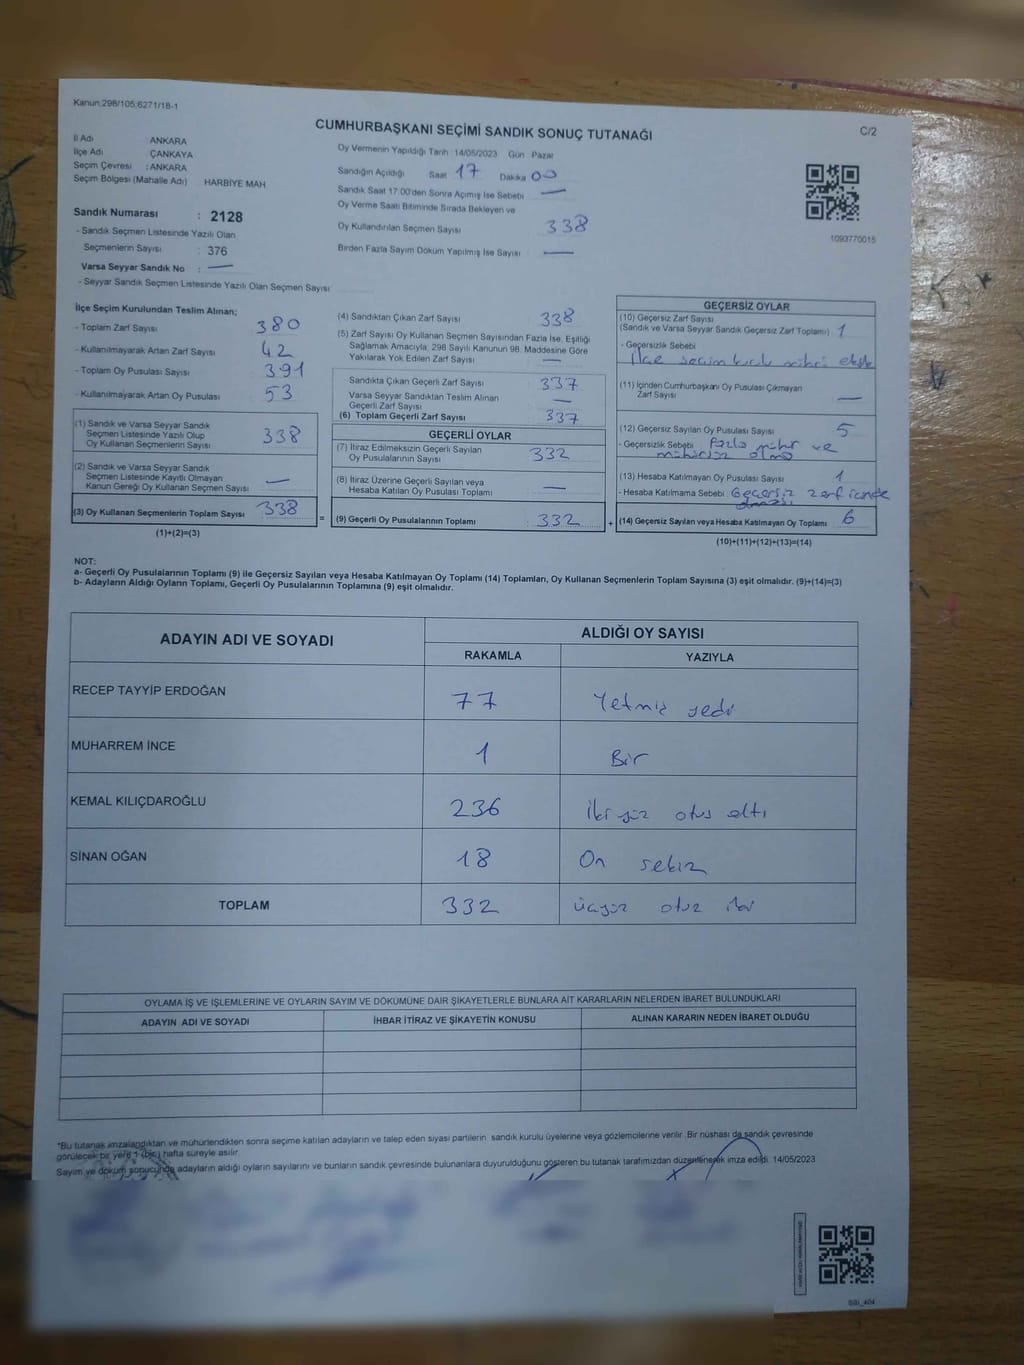 Kanun:298/105;6271/18-1
CUMHURBAŞKANI SEÇİMİ SANDIK SONUÇ TUTANAĞI
C/2
İl Adı : ANKARA
İlçe Adı : ÇANKAYA
Seçim Çevresi : ANKARA
Seçim Bölgesi (Mahalle Adı) HARBİYE MAH
Sandık Numarası : 2128
- Sandık Seçmen Listesinde Yazılı Olan
Seçmenlerin Sayısı : 376
Varsa Seyyar Sandık No : —
- Seyyar Sandık Seçmen Listesinde Yazılı Olan Seçmen Sayısı
Oy Vermenin Yapıldığı Tarih :14/05/2023 Gün Pazar
Sandığın Açıldığı Saat 17 Dakika 00
Sandık Saat 17:00'den Sonra Açımış İse Sebebi —
Oy Verme Saati Bitiminde Sırada Bekleyen ve
Oy Kullandırılan Seçmen Sayısı 338
Birden Fazla Sayım Döküm Yapılmış İse Sayısı —
1093770015
İlçe Seçim Kurulundan Teslim Alınan;
- Toplam Zarf Sayısı 380
- Kullanılmayarak Artan Zarf Sayısı 42
- Toplam Oy Pusulası Sayısı 391
- Kullanılmayarak Artan Oy Pusulası 53
(1) Sandık ve Varsa Seyyar Sandık
Seçmen Listesinde Yazılı Olup
Oy Kullanan Seçmenlerin Sayısı 338
(2) Sandık ve Varsa Seyyar Sandık
Seçmen Listesinde Kayıtlı Olmayan
Kanun Gereği Oy Kullanan Seçmen Sayısı —
(3) Oy Kullanan Seçmenlerin Toplam Sayısı 338
(1)+(2)=(3)
(4) Sandıktan Çıkan Zarf Sayısı 338
(5) Zarf Sayısı Oy Kullanan Seçmen Sayısından Fazla İse, Eşitliği
Sağlamak Amacıyla, 298 Sayılı Kanunun 98. Maddesine Göre
Yakılarak Yok Edilen Zarf Sayısı —
Sandıkta Çıkan Geçerli Zarf Sayısı 337
Varsa Seyyar Sandıktan Teslim Alınan
Geçerli Zarf Sayısı —
(6) Toplam Geçerli Zarf Sayısı 337
GEÇERLİ OYLAR
(7) İtiraz Edilmeksizin Geçerli Sayılan
Oy Pusulalarının Sayısı 332
(8) İtiraz Üzerine Geçerli Sayılan veya
Hesaba Katılan Oy Pusulası Toplamı —
= (9) Geçerli Oy Pusulalarının Toplamı 332 +
GEÇERSİZ OYLAR
(10) Geçersiz Zarf Sayısı
(Sandık ve Varsa Seyyar Sandık Geçersiz Zarf Toplamı) 1
- Geçersizlik Sebebi
İlçe seçim kurulu mührü eksik
(11) İçinden Cumhurbaşkanı Oy Pusulası Çıkmayan
Zarf Sayısı —
(12) Geçersiz Sayılan Oy Pusulası Sayısı 5
- Geçersizlik Sebebi Fazla mühür ve
mühürsüz olma
(13) Hesaba Katılmayan Oy Pusulası Sayısı 1
- Hesaba Katılmama Sebebi Geçersiz zarf içinde
olması
(14) Geçersiz Sayılan veya Hesaba Katılmayan Oy Toplamı 6
(10)+(11)+(12)+(13)=(14)
NOT:
a- Geçerli Oy Pusulalarının Toplamı (9) ile Geçersiz Sayılan veya Hesaba Katılmayan Oy Toplamı (14) Toplamları, Oy Kullanan Seçmenlerin Toplam Sayısına (3) eşit olmalıdır. (9)+(14)=(3)
b- Adayların Aldığı Oyların Toplamı, Geçerli Oy Pusulalarının Toplamına (9) eşit olmalıdır.
ADAYIN ADI VE SOYADI
ALDIĞI OY SAYISI
RAKAMLA YAZIYLA
RECEP TAYYİP ERDOĞAN 77 Yetmiş yedi
MUHARREM İNCE 1 Bir
KEMAL KILIÇDAROĞLU 236 İki yüz otuz altı
SİNAN OĞAN 18 On sekiz
TOPLAM 332 üçyüz otuz iki
OYLAMA İŞ VE İŞLEMLERİNE VE OYLARIN SAYIM VE DÖKÜMÜNE DAİR ŞİKAYETLERLE BUNLARA AİT KARARLARIN NELERDEN İBARET BULUNDUKLARI
ADAYIN ADI VE SOYADI İHBAR İTİRAZ VE ŞİKAYETİN KONUSU ALINAN KARARIN NEDEN İBARET OLDUĞU
*Bu tutanak imzalandıktan ve mühürlendikten sonra seçime katılan adayların ve talep eden siyasi partilerin sandık kurulu üyelerine veya gözlemcilerine verilir. Bir nüshası da sandık çevresinde
görülecek bir yere 1 (bir) hafta süreyle asılır.
Sayım ve döküm sonucunda adayların aldığı oyların sayılarını ve bunların sandık çevresinde bulunanlara duyurulduğunu gösteren bu tutanak tarafımızdan düzenlenerek imza edildi. 14/05/2023